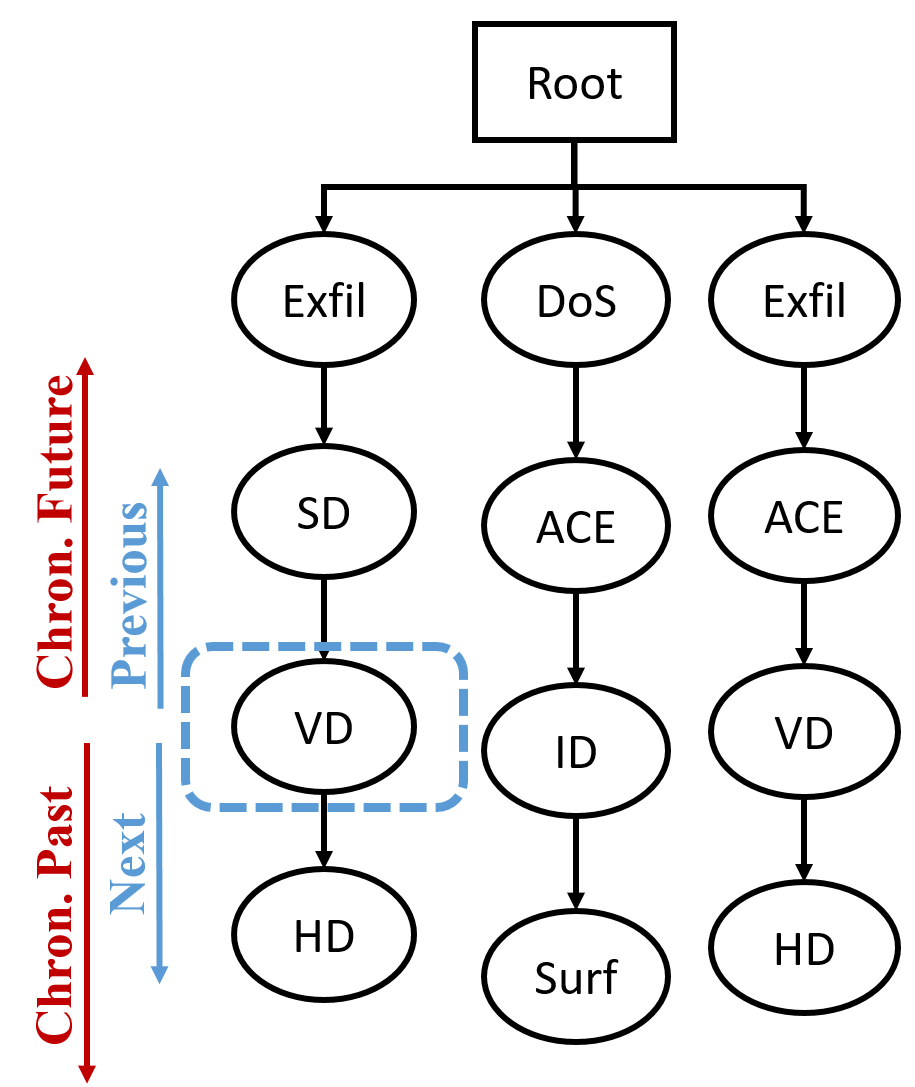 Root
Exfil
DoS
Exfil
SD
ACE
ACE
VD
ID
VD
HD
Surf
HD
Chron. Future
Previous
Chron. Past
Next